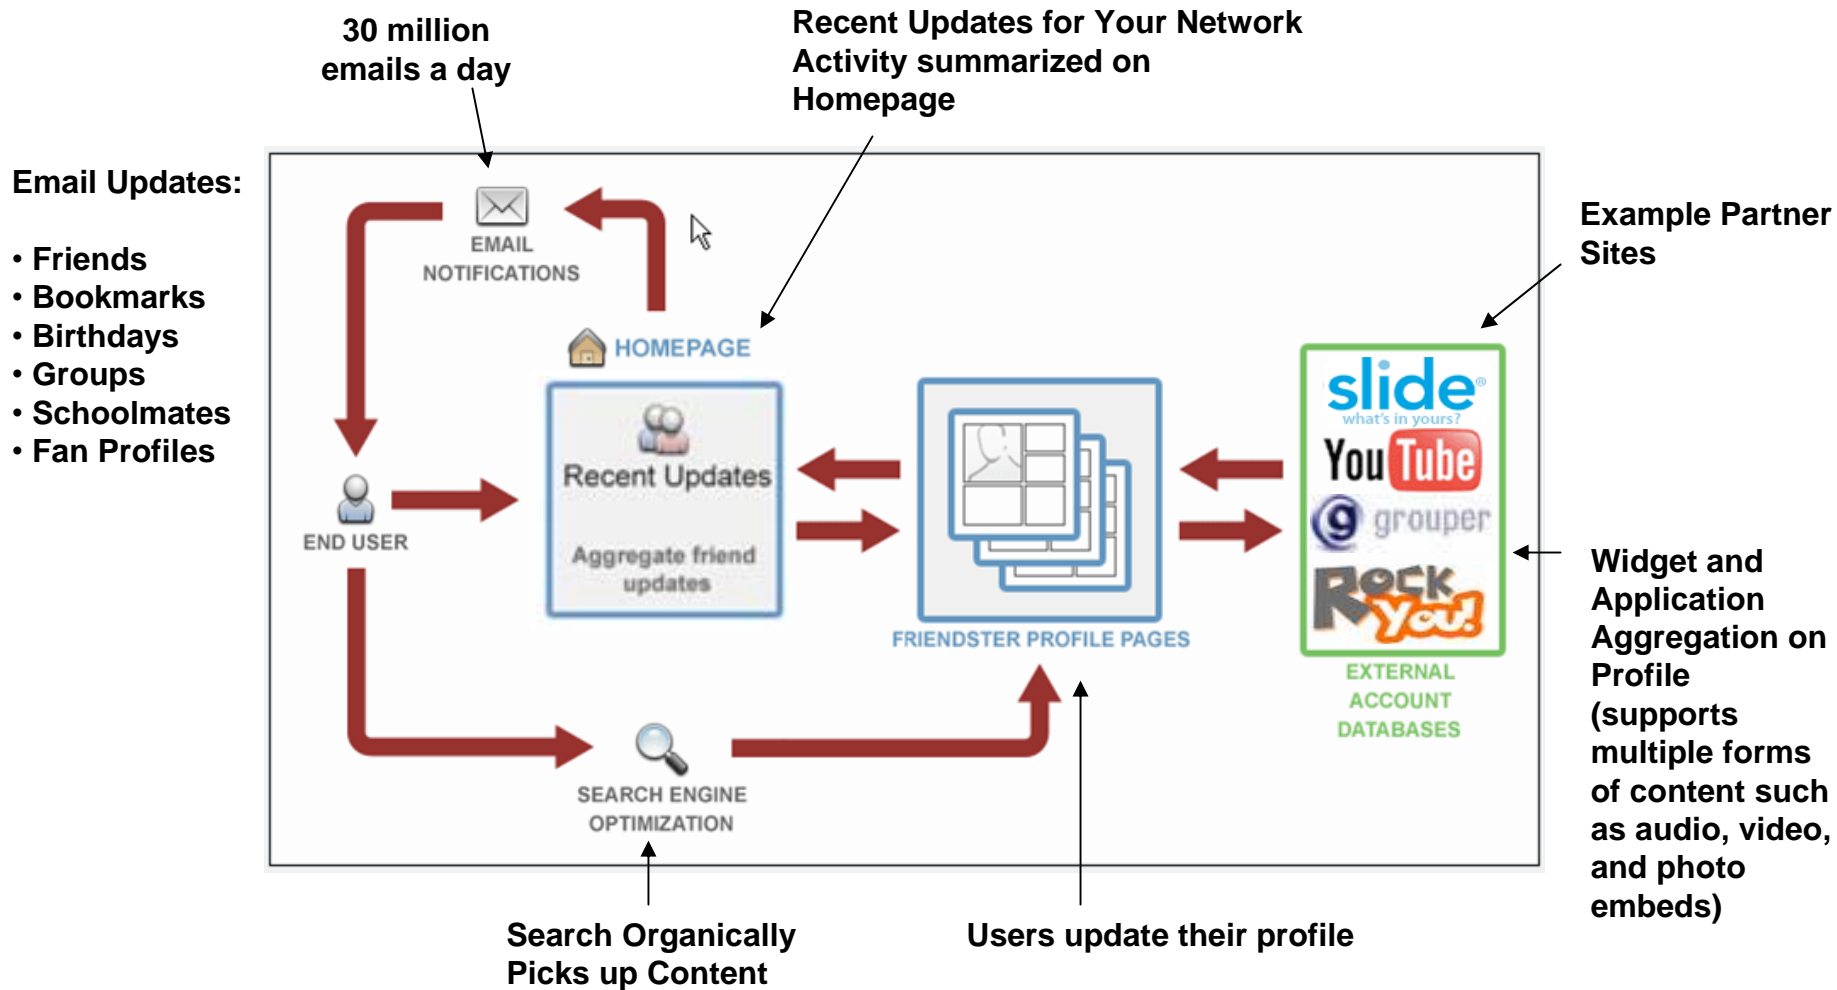 30 million
emails a day
Recent Updates for Your Network
Activity summarized on
Homepage
Email Updates:
• Friends
• Bookmarks
• Birthdays
• Groups
• Schoolmates
• Fan Profiles
EMAIL
NOTIFICATIONS
HOMEPAGE
Recent Updates
Aggregate friend
updates
END USER
FRIENDSTER PROFILE PAGES
SEARCH ENGINE
OPTIMIZATION
Example Partner
Sites
slide®
what's in yours?
YouTube
g grouper
RockYou!
EXTERNAL
ACCOUNT
DATABASES
Widget and
Application
Aggregation on
Profile
(supports
multiple forms
of content such
as audio, video,
and photo
embeds)
Search Organically
Picks up Content
Users update their profile